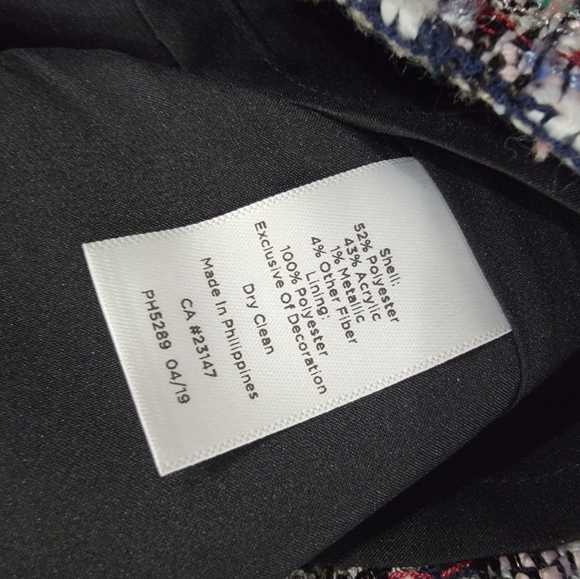 Shell:
52% Polyester
43% Acrylic
1% Metallic
4% Other Fiber
Lining:
100% Polyester
Exclusive Of Decoration
Dry Clean
Made In Philippines
CA #23147
PH5289 04/19